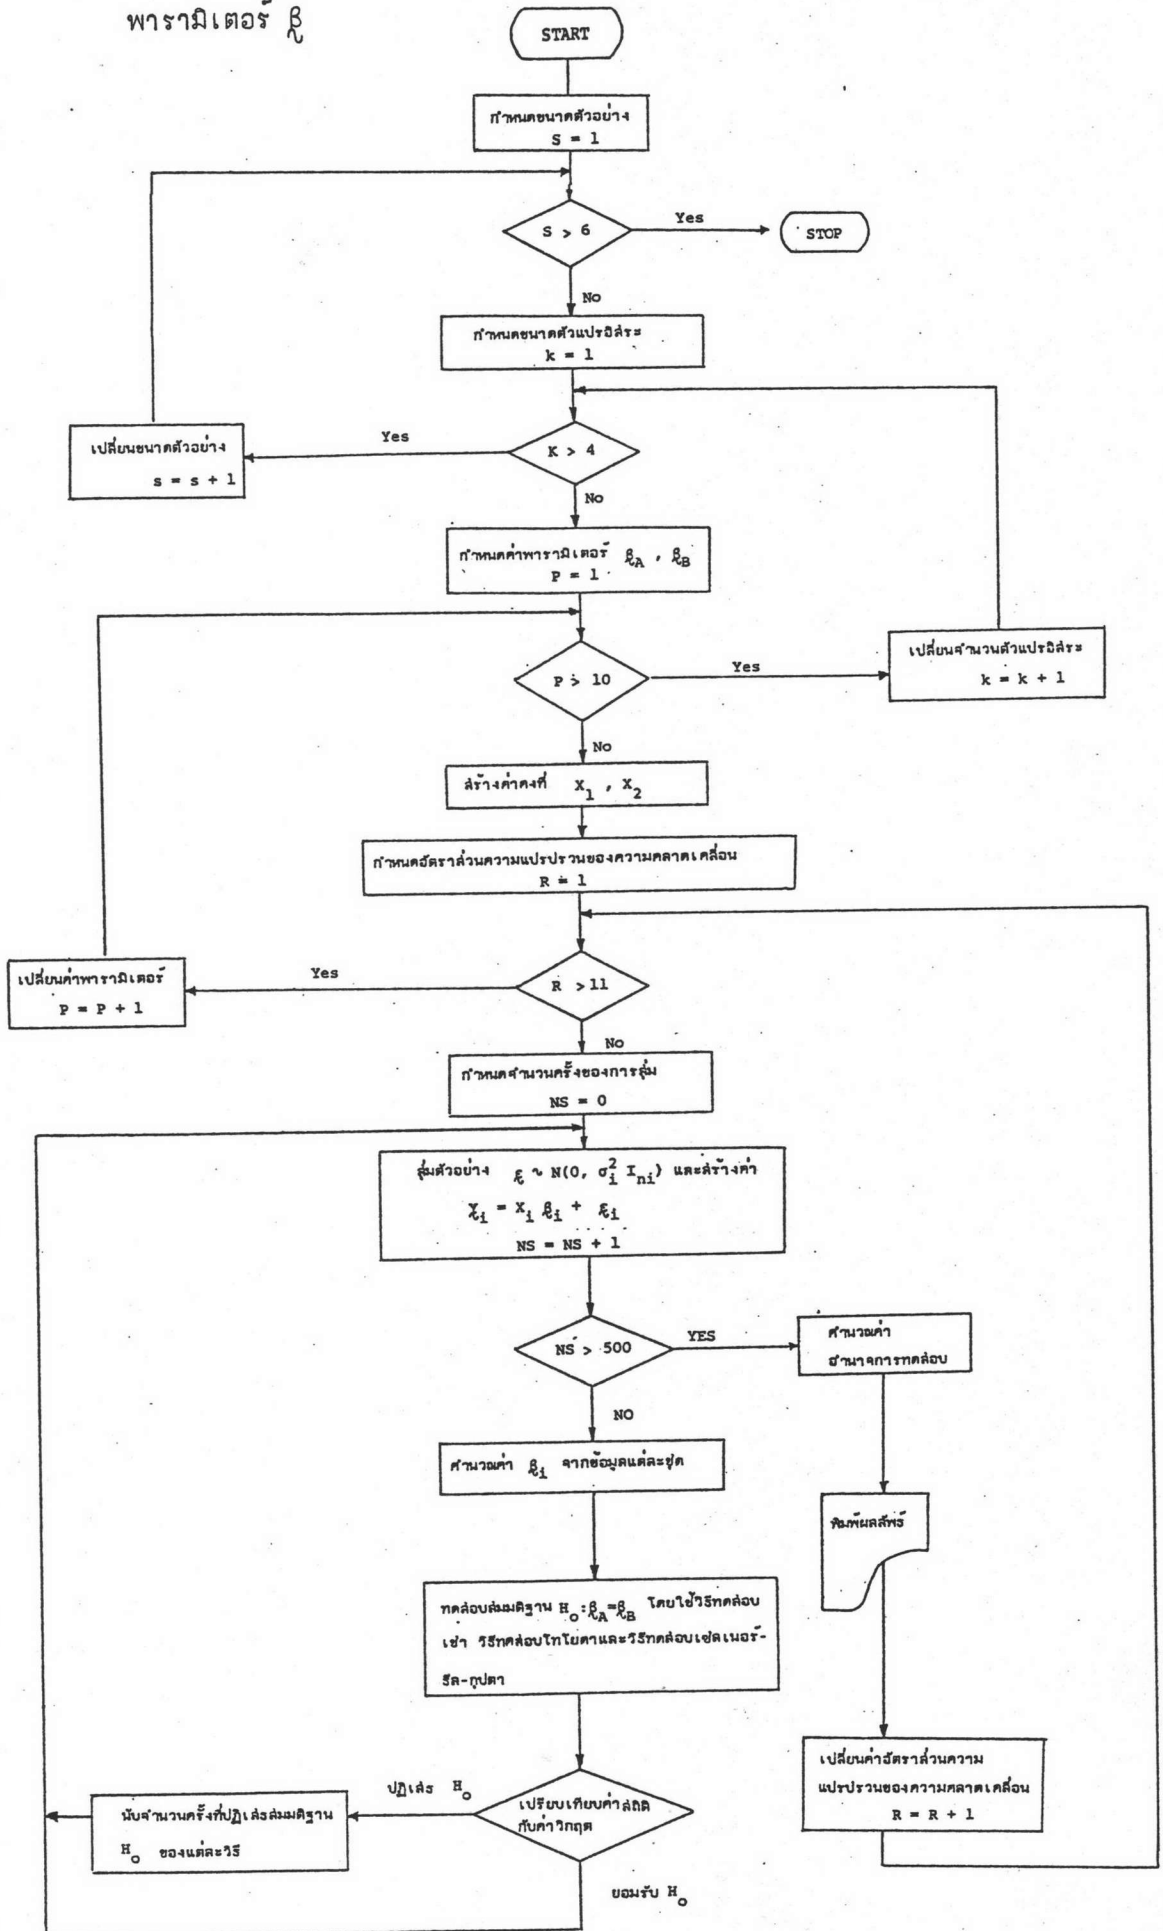 พารามิเตอร์ β̰
START
กำหนดขนาดตัวอย่าง
S = 1
S > 6
Yes
STOP
No
กำหนดขนาดตัวแปรอิสระ
k = 1
K > 4
Yes
เปลี่ยนขนาดตัวอย่าง
s = s + 1
No
กำหนดค่าพารามิเตอร์ β̰_A , β̰_B
P = 1
P > 10
Yes
เปลี่ยนจำนวนตัวแปรอิสระ
k = k + 1
No
สร้างค่าคงที่ X_1 , X_2
กำหนดอัตราส่วนความแปรปรวนของความคลาดเคลื่อน
R = 1
R > 11
Yes
เปลี่ยนค่าพารามิเตอร์
P = P + 1
No
กำหนดจำนวนครั้งของการสุ่ม
NS = 0
สุ่มตัวอย่าง ε̰ ~ N(0, σ_i^2 I_ni) และสร้างค่า
Y̰_i = X_i β̰_i + ε̰_i
NS = NS + 1
NS > 500
YES
คำนวณค่า
อำนาจการทดสอบ
NO
คำนวณค่า β̰_i จากข้อมูลแต่ละชุด
พิมพ์ผลลัพธ์
ทดสอบสมมติฐาน H_o:β̰_A=β̰_B โดยใช้วิธีทดสอบ
เช่า วิธีทดสอบโทโยดาและวิธีทดสอบเซลเนอร์-
ริล-กุปตา
เปลี่ยนค่าอัตราส่วนความ
แปรปรวนของความคลาดเคลื่อน
R = R + 1
เปรียบเทียบค่าสถิติ
กับค่าวิกฤต
ปฏิเสธ H_o
นับจำนวนครั้งที่ปฏิเสธสมมติฐาน
H_o ของแต่ละวิธี
ยอมรับ H_o